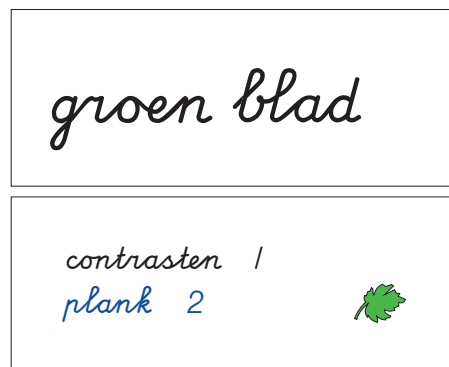 groen blad
contrasten 1
plank 2